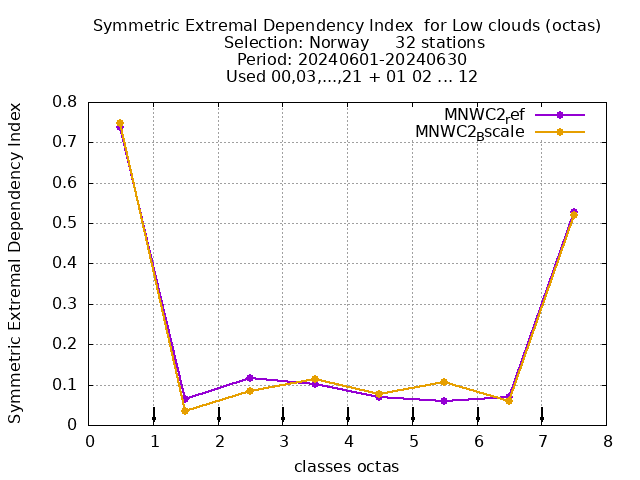 Symmetric Extremal Dependency Index  for Low clouds (octas)
Selection: Norway     32 stations
Period: 20240601-20240630
Used 00,03,...,21 + 01 02 ... 12
Symmetric Extremal Dependency Index
0.8
0.7
0.6
0.5
0.4
0.3
0.2
0.1
0
MNWC2_ref
MNWC2_Bscale
0 1 2 3 4 5 6 7 8
classes octas